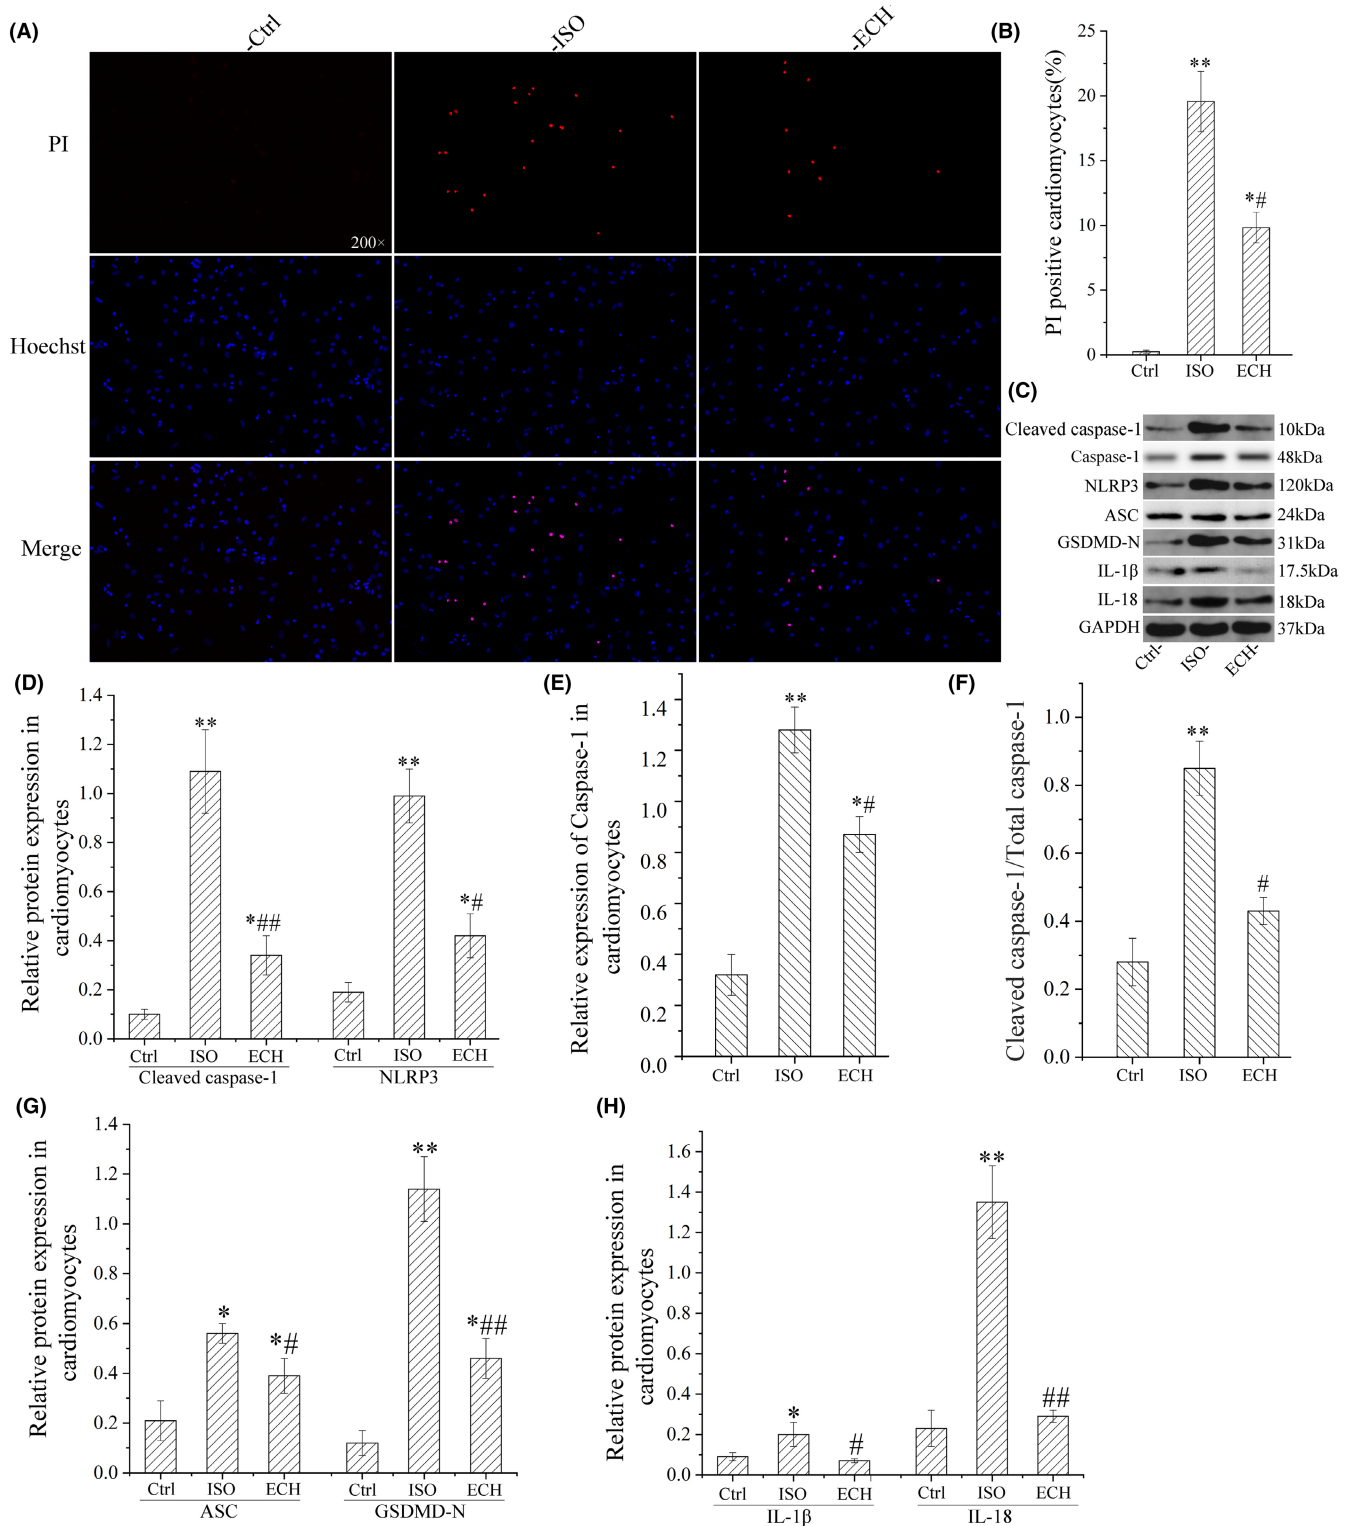 (A)
-Ctrl
-ISO
-ECH
PI
200×
Hoechst
Merge
(B)
PI positive cardiomyocytes(%)
25
20
15
10
5
0
**
*#
Ctrl ISO ECH
(C)
Cleaved caspase-1 10kDa
Caspase-1 48kDa
NLRP3 120kDa
ASC 24kDa
GSDMD-N 31kDa
IL-1β 17.5kDa
IL-18 18kDa
GAPDH 37kDa
Ctrl- ISO- ECH-
(D)
Relative protein expression in
cardiomyocytes
1.4
1.2
1.0
0.8
0.6
0.4
0.2
0.0
**
*##
**
*#
Ctrl ISO ECH Ctrl ISO ECH
Cleaved caspase-1 NLRP3
(E)
Relative expression of Caspase-1 in
cardiomyocytes
1.4
1.2
1.0
0.8
0.6
0.4
0.2
0.0
**
*#
Ctrl ISO ECH
(F)
Cleaved caspase-1/Total caspase-1
1.0
0.8
0.6
0.4
0.2
0.0
**
#
Ctrl ISO ECH
(G)
Relative protein expression in
cardiomyocytes
1.4
1.2
1.0
0.8
0.6
0.4
0.2
0.0
*
*#
**
*##
Ctrl ISO ECH Ctrl ISO ECH
ASC GSDMD-N
(H)
Relative protein expression in
cardiomyocytes
1.6
1.4
1.2
1.0
0.8
0.6
0.4
0.2
0.0
*
#
**
##
Ctrl ISO ECH Ctrl ISO ECH
IL-1β IL-18